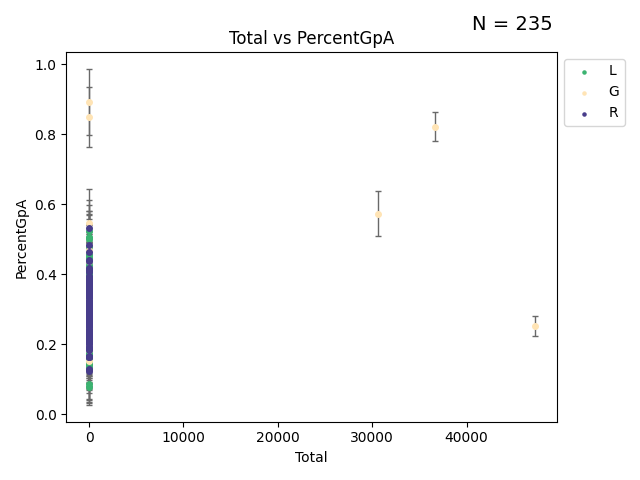 N = 235
Total vs PercentGpA
L
G
R
1.0
0.8
0.6
0.4
0.2
0.0
PercentGpA
0 10000 20000 30000 40000
Total